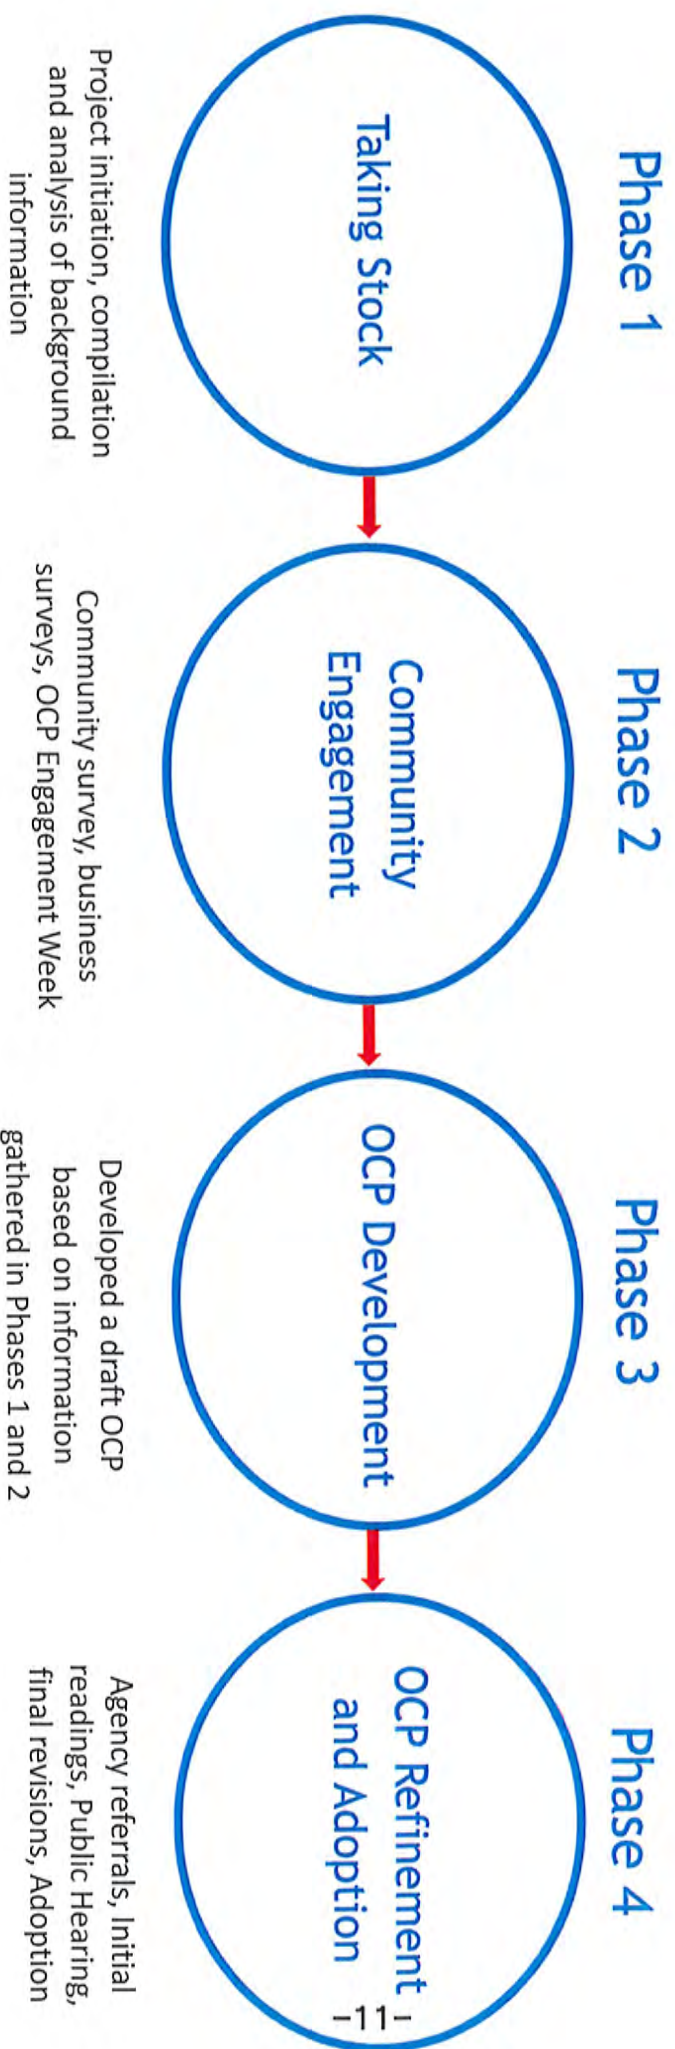 Phase 1
Taking Stock
Project initiation, compilation
and analysis of background
information
Phase 2
Community
Engagement
Community survey, business
surveys, OCP Engagement Week
Phase 3
OCP Development
Developed a draft OCP
based on information
gathered in Phases 1 and 2
Phase 4
OCP Refinement
and Adoption
Agency referrals, Initial
readings, Public Hearing,
final revisions, Adoption
-11-